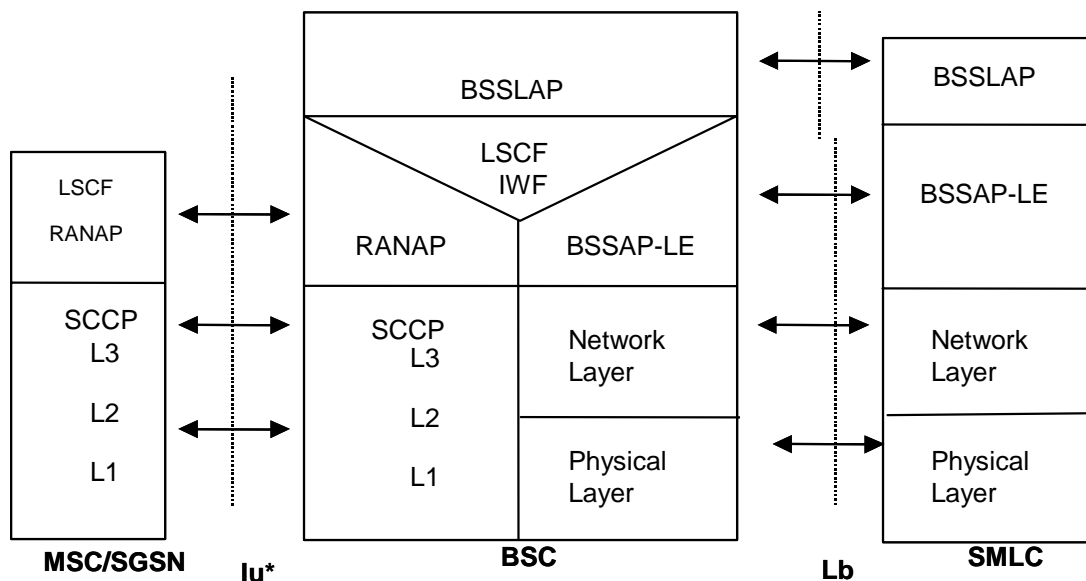 LSCF
RANAP
SCCP
L3
L2
L1
MSC/SGSN
Iu*
BSSLAP
LSCF
IWF
RANAP
BSSAP-LE
SCCP
L3
L2
L1
Network
Layer
Physical
Layer
BSC
Lb
BSSLAP
BSSAP-LE
Network
Layer
Physical
Layer
SMLC